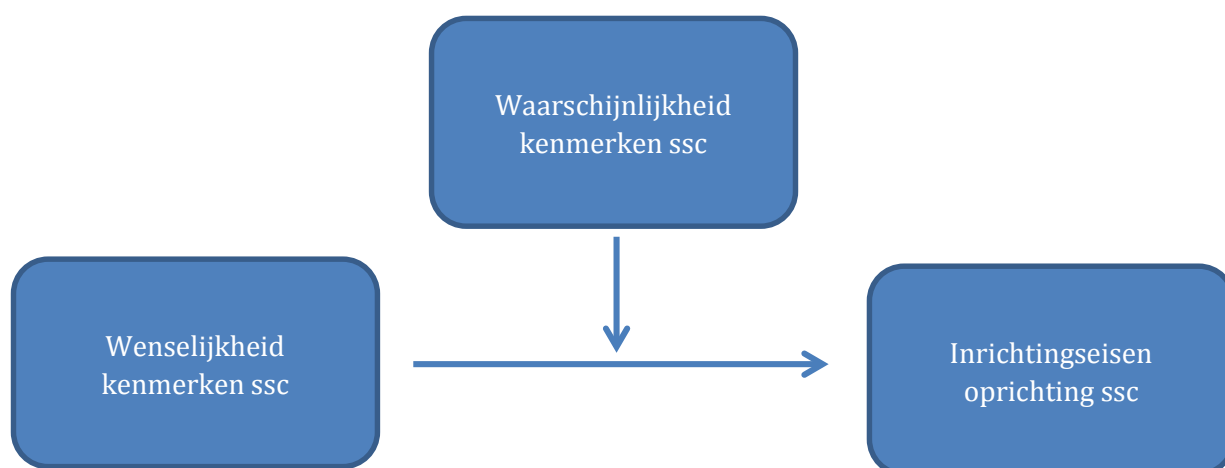 Waarschijnlijkheid
kenmerken ssc
Wenselijkheid
kenmerken ssc
Inrichtingseisen
oprichting ssc